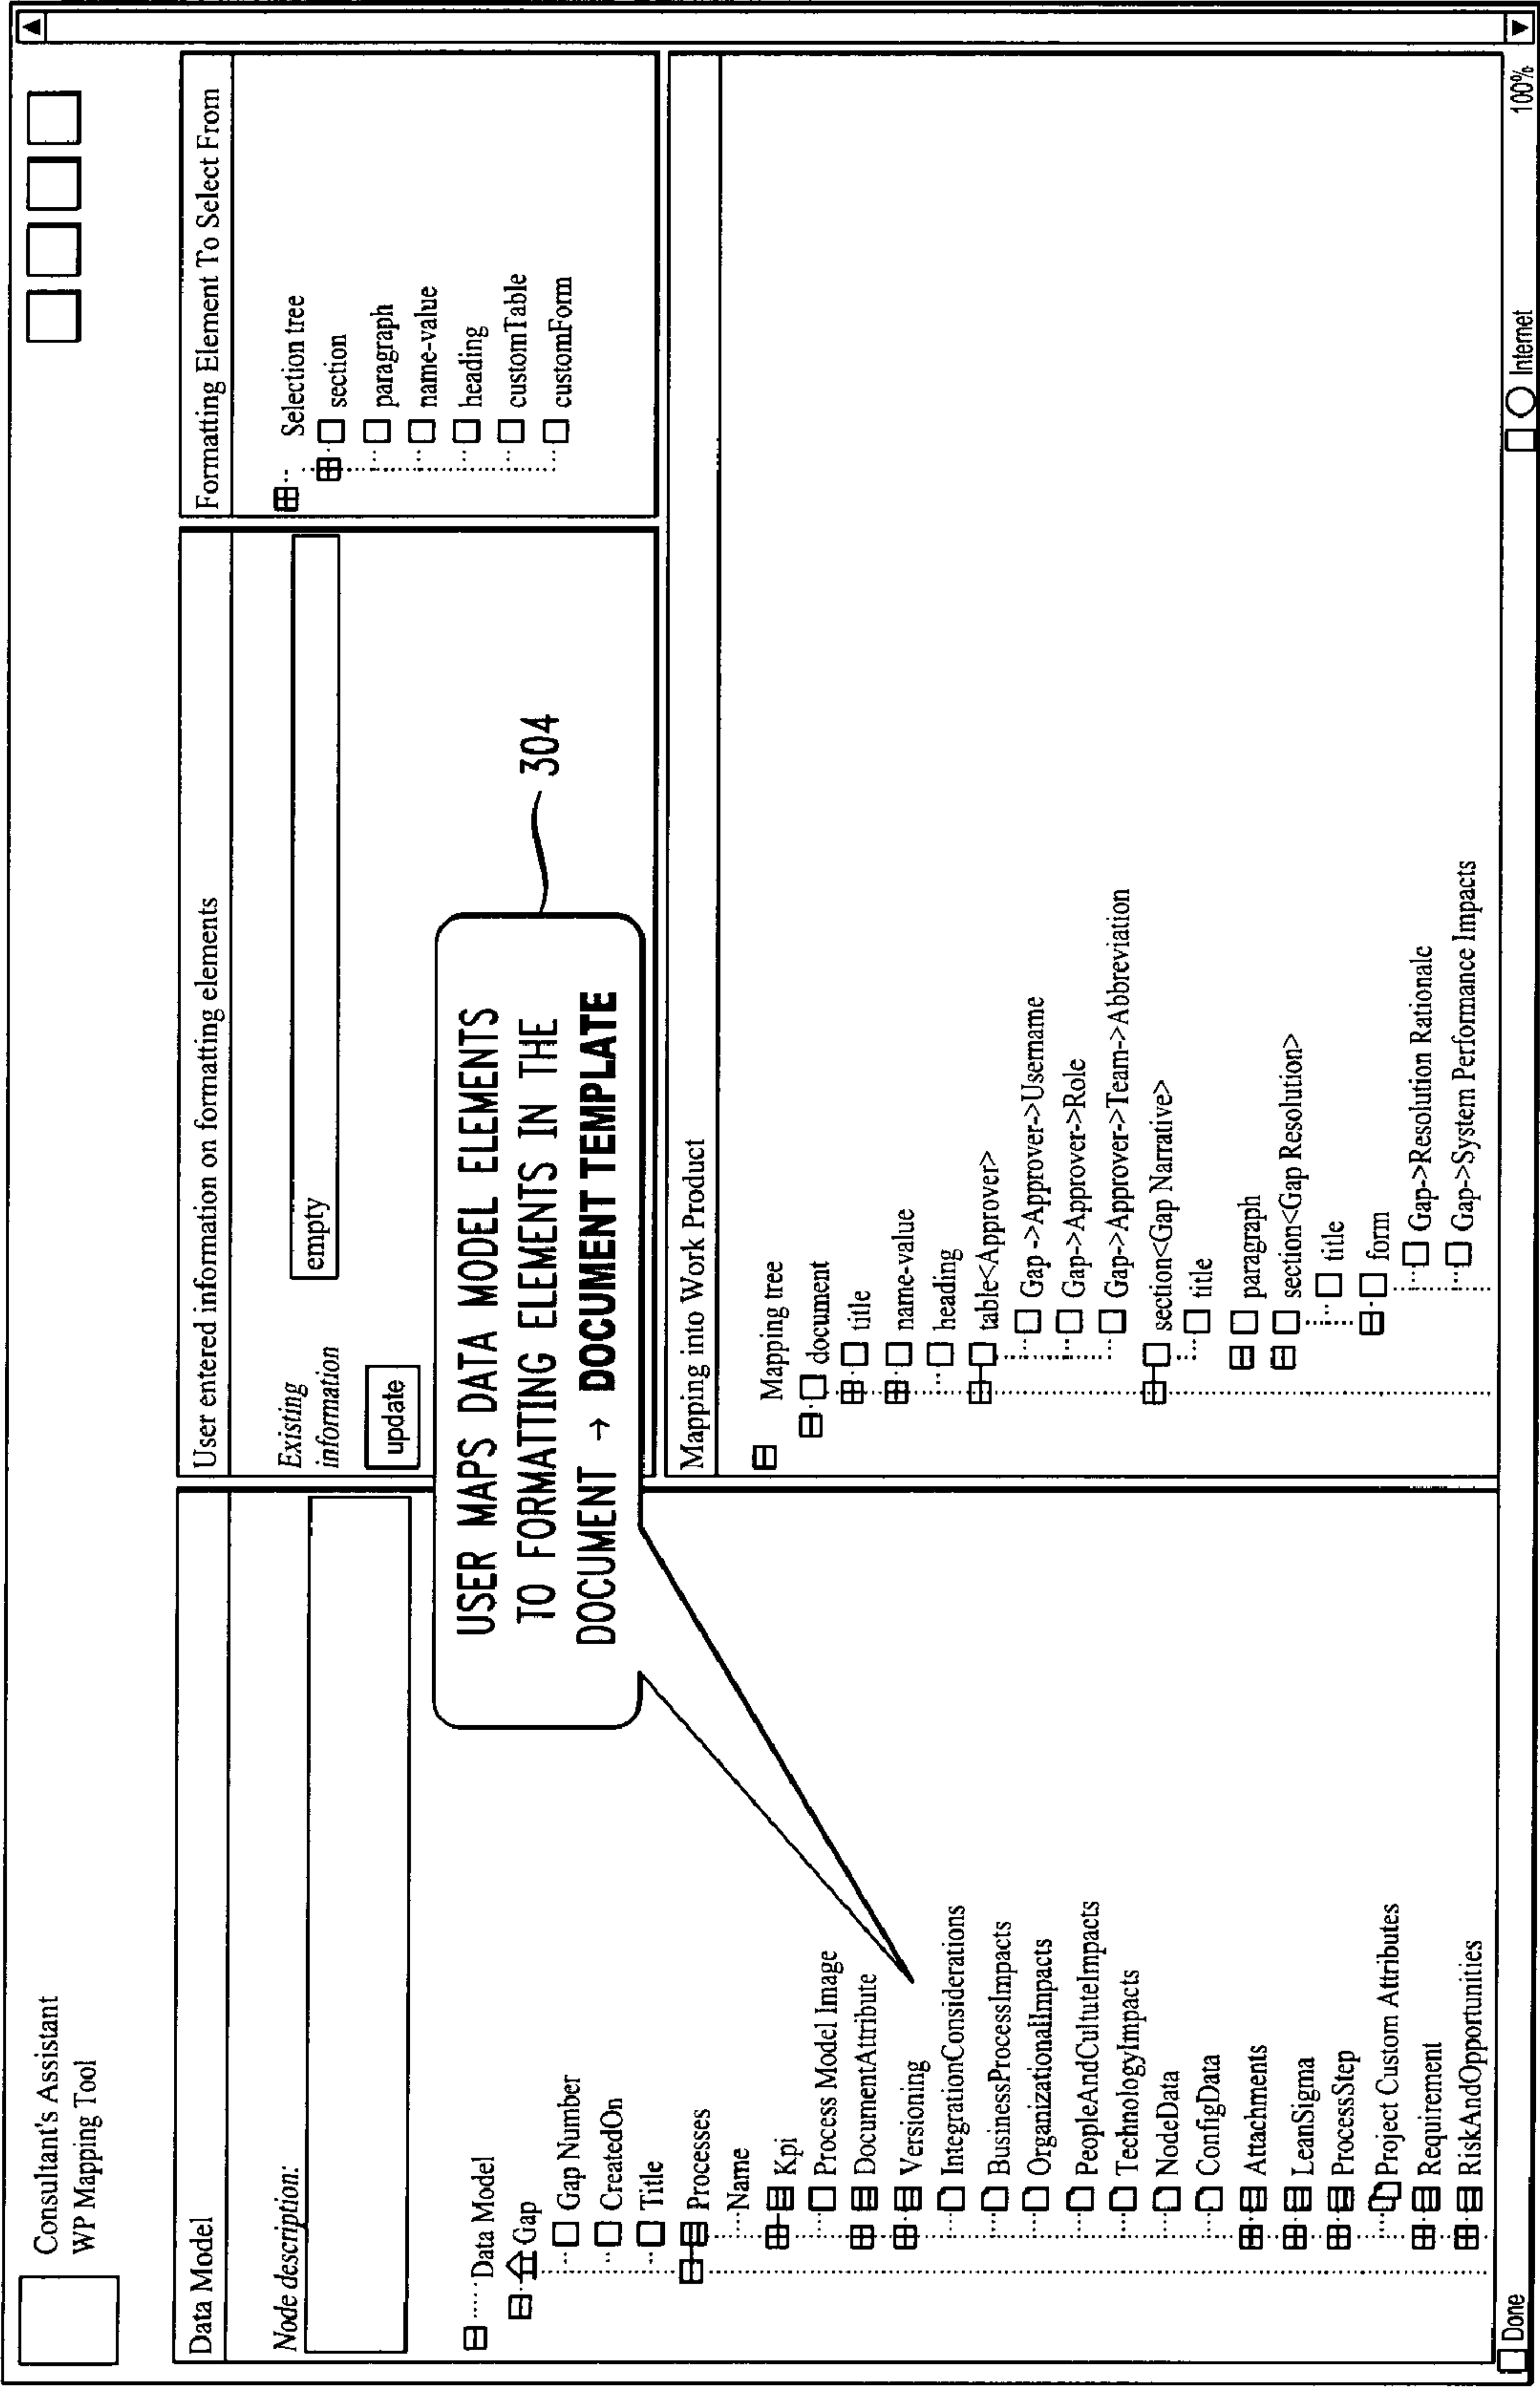 Consultant's Assistant
WP Mapping Tool
Data Model
Node description:
Data Model
Gap
Gap Number
CreatedOn
Title
Processes
Name
Kpi
Process Model Image
DocumentAttribute
Versioning
IntegrationConsiderations
BusinessProcessImpacts
OrganizationalImpacts
PeopleAndCultuteImpacts
TechnologyImpacts
NodeData
ConfigData
Attachments
LeanSigma
ProcessStep
Project Custom Attributes
Requirement
RiskAndOpportunities
User entered information on formatting elements
Existing
information
empty
update
USER MAPS DATA MODEL ELEMENTS
TO FORMATTING ELEMENTS IN THE
DOCUMENT → DOCUMENT TEMPLATE
304
Formatting Element To Select From
Selection tree
section
paragraph
name-value
heading
customTable
customForm
Mapping into Work Product
Mapping tree
document
title
name-value
heading
table<Approver>
Gap->Approver->Username
Gap->Approver->Role
Gap->Approver->Team->Abbreviation
section<Gap Narrative>
title
paragraph
section<Gap Resolution>
title
form
Gap->Resolution Rationale
Gap->System Performance Impacts
Done
Internet
100%